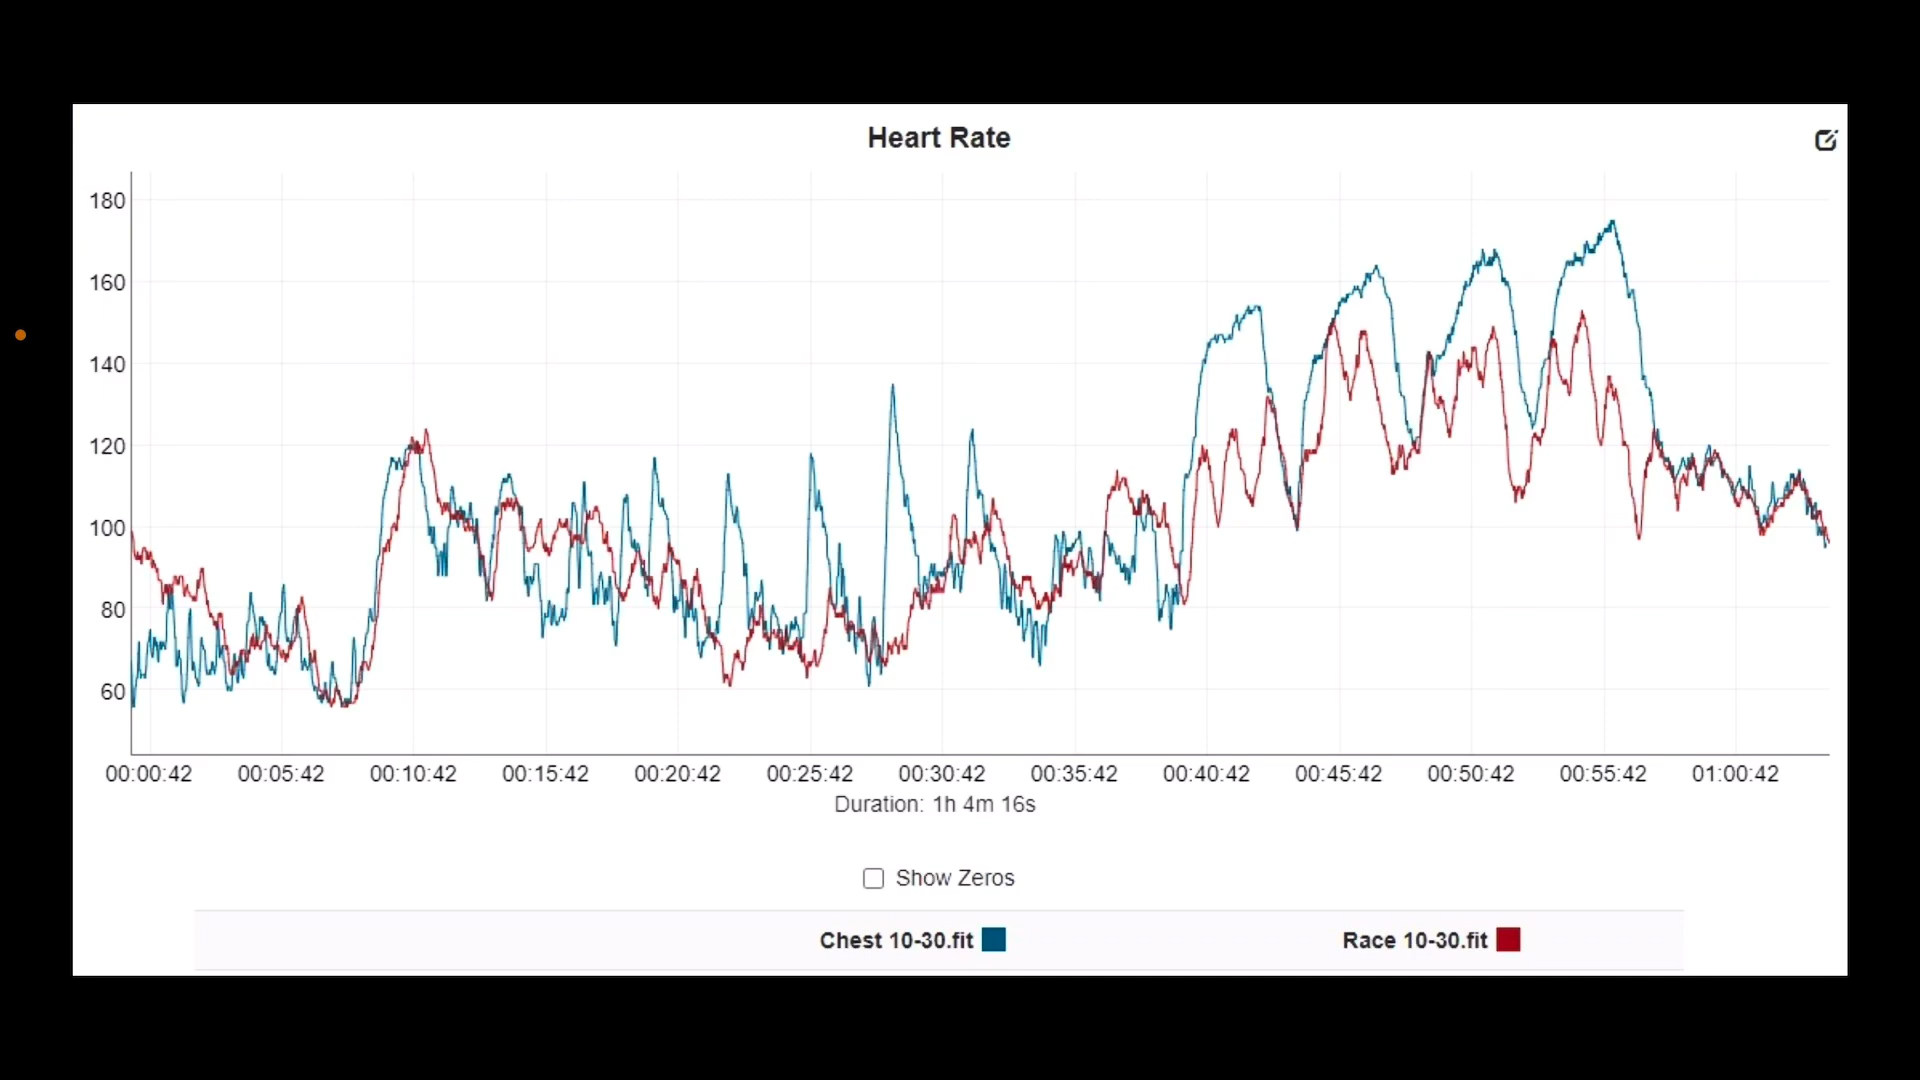 Heart Rate
180
160
140
120
100
80
60
00:00:42 00:05:42 00:10:42 00:15:42 00:20:42 00:25:42 00:30:42 00:35:42 00:40:42 00:45:42 00:50:42 00:55:42 01:00:42
Duration: 1h 4m 16s
Show Zeros
Chest 10-30.fit Race 10-30.fit